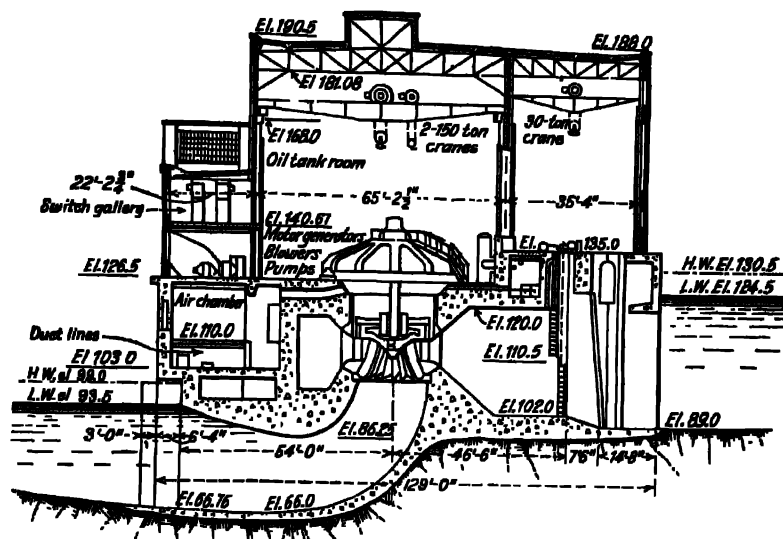 El.190.5
El.188.0
El 181.08
El 168.0
2-150 ton
cranes
30-ton
crane
Oil tank room
22'-2¾"
Switch gallery
65'-2½"
35'-4"
El.140.67
Motor generators
Blowers
Pumps
El.
135.0
El.126.5
H.W. El.130.5
L.W. El.124.5
Air chamber
El.110.0
El.120.0
Duct lines
El.110.5
El 103.0
H.W. el 98.0
L.W. el 93.5
El.102.0
El.89.0
3'-0"
6'-4"
El.86.25
54'-0"
46'-6"
7'6"
14'-8"
129'-0"
El.66.76
El.66.0